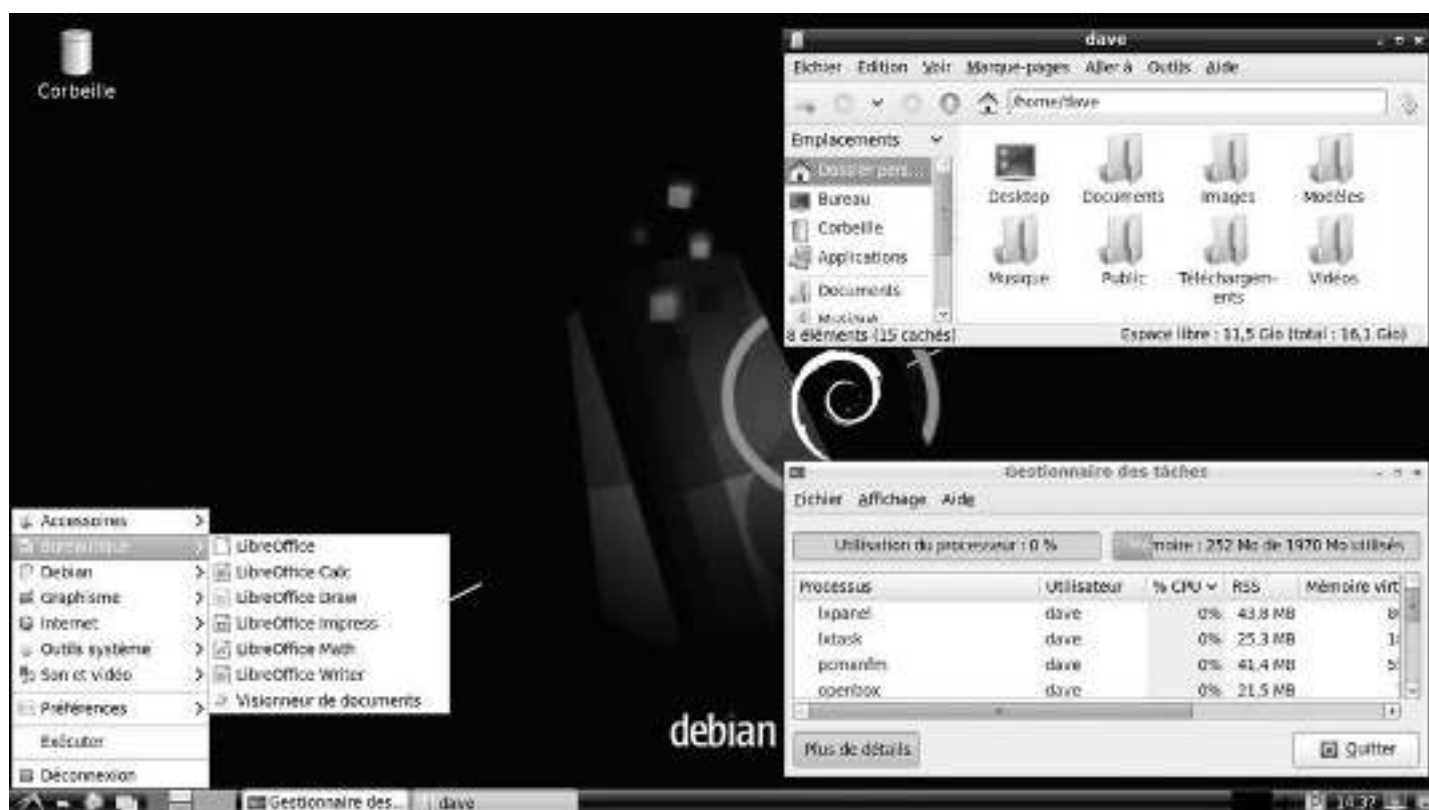 Corbeille
dave
Fichier Édition Voir Marque-pages Aller à Outils Aide
/home/dave
Emplacements
Dossier pers...
Bureau
Corbeille
Applications
Documents
Musique
Desktop Documents Images Modèles
Musique Public Téléchargem-
ents Vidéos
8 éléments (15 cachés) Espace libre : 11,5 Gio (total : 16,1 Gio)
Gestionnaire des tâches
Fichier Affichage Aide
Utilisation du processeur : 0 % moire : 252 Mo de 1970 Mo utilisés
Processus Utilisateur % CPU RSS Mémoire virt
lxpanel dave 0% 43.8 MB
lxtask dave 0% 25.3 MB
pcmanfm dave 0% 41.4 MB
openbox dave 0% 21.5 MB
Plus de détails Quitter
Accessoires
Bureautique
Debian
Graphisme
Internet
Outils système
Son et vidéo
Préférences
Exécuter
Déconnexion
LibreOffice
LibreOffice Calc
LibreOffice Draw
LibreOffice Impress
LibreOffice Math
LibreOffice Writer
Visionneur de documents
debian
Gestionnaire des... dave 14:37